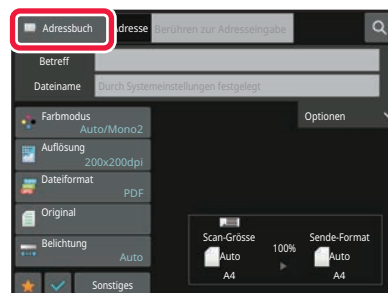 Adressbuch Adresse Berühren zur Adresseingabe
Betreff
Dateiname Durch Systemeinstellungen festgelegt
Farbmodus
Auto/Mono2
Optionen
Auflösung
200x200dpi
Dateiformat
PDF
Original
Belichtung
Auto
Scan-Grösse
Auto
A4
100%
Sende-Format
Auto
A4
Sonstiges